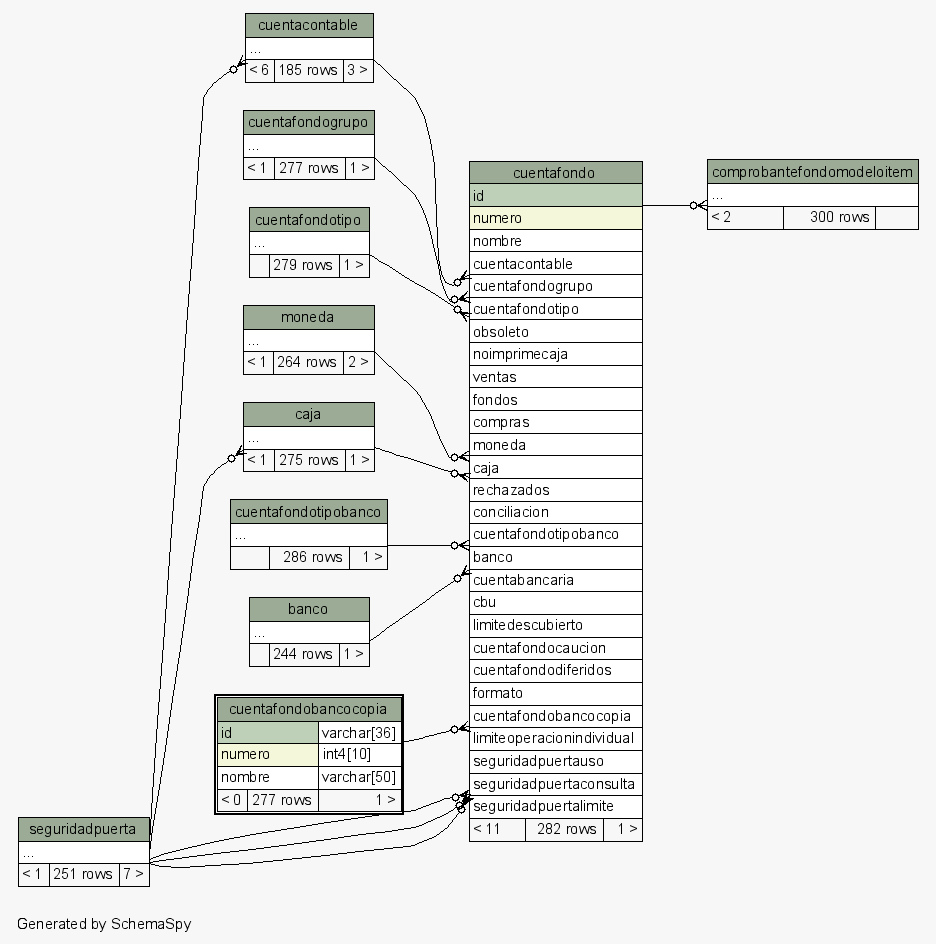 cuentacontable
...
< 6 185 rows 3 >
cuentafondogrupo
...
< 1 277 rows 1 >
cuentafondotipo
...
279 rows 1 >
moneda
...
< 1 264 rows 2 >
caja
...
< 1 275 rows 1 >
cuentafondotipobanco
...
286 rows 1 >
banco
...
244 rows 1 >
cuentafondobancocopia
id varchar[36]
numero int4[10]
nombre varchar[50]
< 0 277 rows 1 >
seguridadpuerta
...
< 1 251 rows 7 >
cuentafondo
id
numero
nombre
cuentacontable
cuentafondogrupo
cuentafondotipo
obsoleto
noimprimecaja
ventas
fondos
compras
moneda
caja
rechazados
conciliacion
cuentafondotipobanco
banco
cuentabancaria
cbu
limitedescubierto
cuentafondocaucion
cuentafondodiferidos
formato
cuentafondobancocopia
limiteoperacionindividual
seguridadpuertauso
seguridadpuertaconsulta
seguridadpuertalimite
< 11 282 rows 1 >
comprobantefondomodeloitem
...
< 2 300 rows
Generated by SchemaSpy